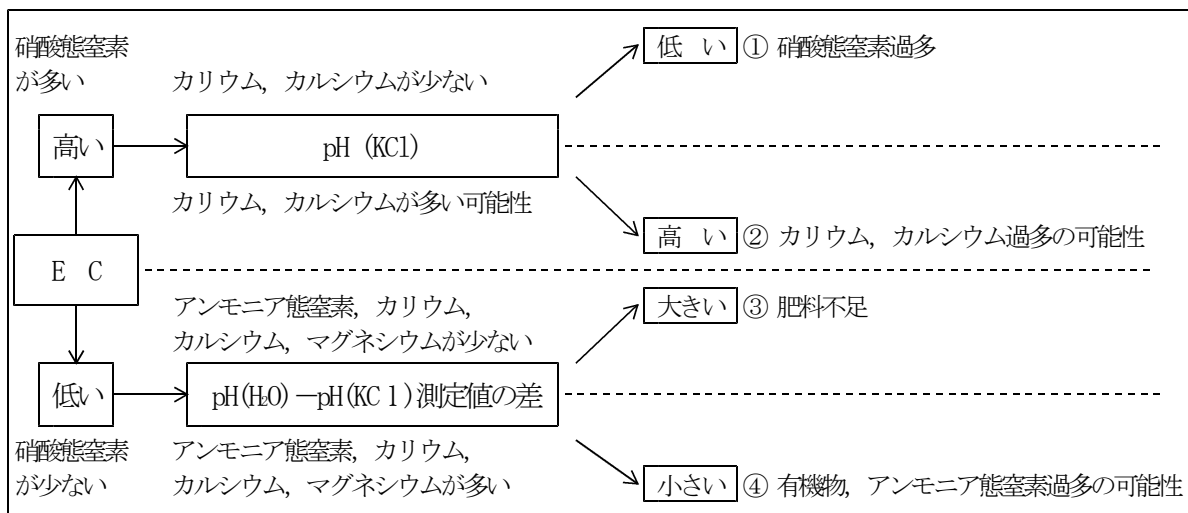 硝酸態窒素
が多い
カリウム，カルシウムが少ない
低　い ① 硝酸態窒素過多
高い
pH (KCl)
カリウム，カルシウムが多い可能性
高　い ② カリウム，カルシウム過多の可能性
E　C
アンモニア態窒素，カリウム，
カルシウム，マグネシウムが少ない
大きい ③ 肥料不足
低い
pH(H₂O)－pH(KCl)測定値の差
硝酸態窒素
が少ない
アンモニア態窒素，カリウム，
カルシウム，マグネシウムが多い
小さい ④ 有機物，アンモニア態窒素過多の可能性